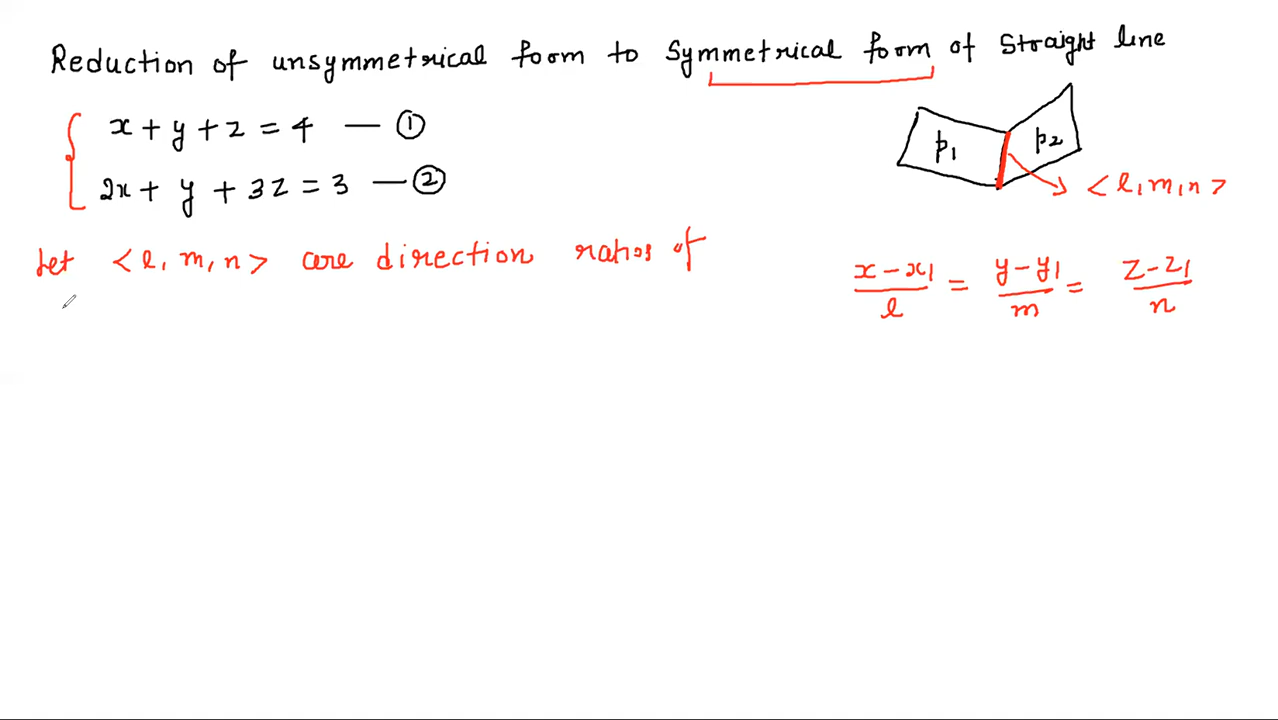 Reduction of unsymmetrical form to Symmetrical form of Straight line
x + y + z = 4 — ①
2x + y + 3z = 3 — ②
p1 p2
< l, m, n >
Let < l, m, n > are direction ratios of
x - x1 / l = y - y1 / m = z - z1 / n